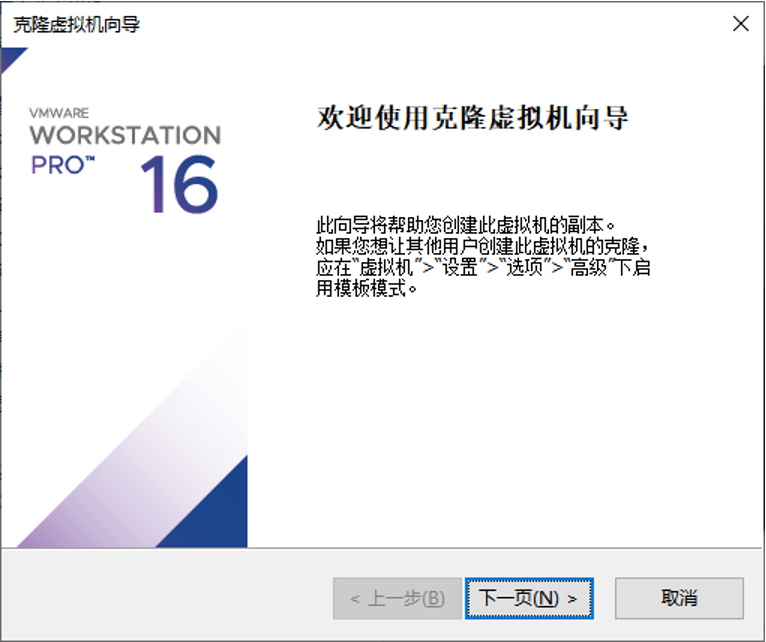 克隆虚拟机向导
VMWARE
WORKSTATION
PRO™ 16
欢迎使用克隆虚拟机向导
此向导将帮助您创建此虚拟机的副本。
如果您想让其他用户创建此虚拟机的克隆，
应在“虚拟机”>“设置”>“选项”>“高级”下启
用模板模式。
< 上一步(B)
下一页(N) >
取消